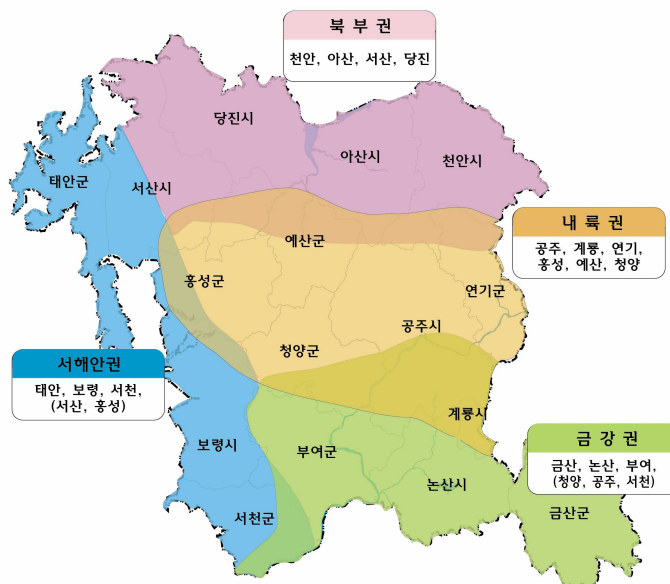 북 부 권
천안, 아산, 서산, 당진
당진시
아산시
천안시
태안군
서산시
내 륙 권
공주, 계룡, 연기,
홍성, 예산, 청양
예산군
홍성군
연기군
공주시
청양군
서해안권
태안, 보령, 서천,
(서산, 홍성)
계룡시
금 강 권
금산, 논산, 부여,
(청양, 공주, 서천)
보령시
부여군
논산시
서천군
금산군